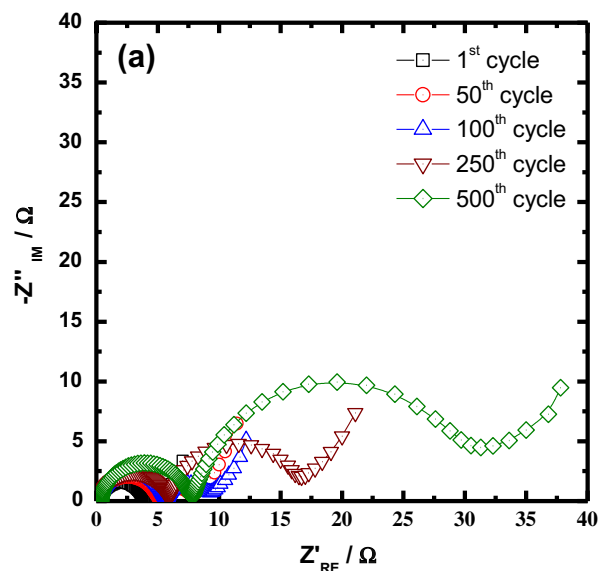 (a)
1st cycle
50th cycle
100th cycle
250th cycle
500th cycle
-Z''IM / Ω
40
35
30
25
20
15
10
5
0
0 5 10 15 20 25 30 35 40
Z'RE / Ω